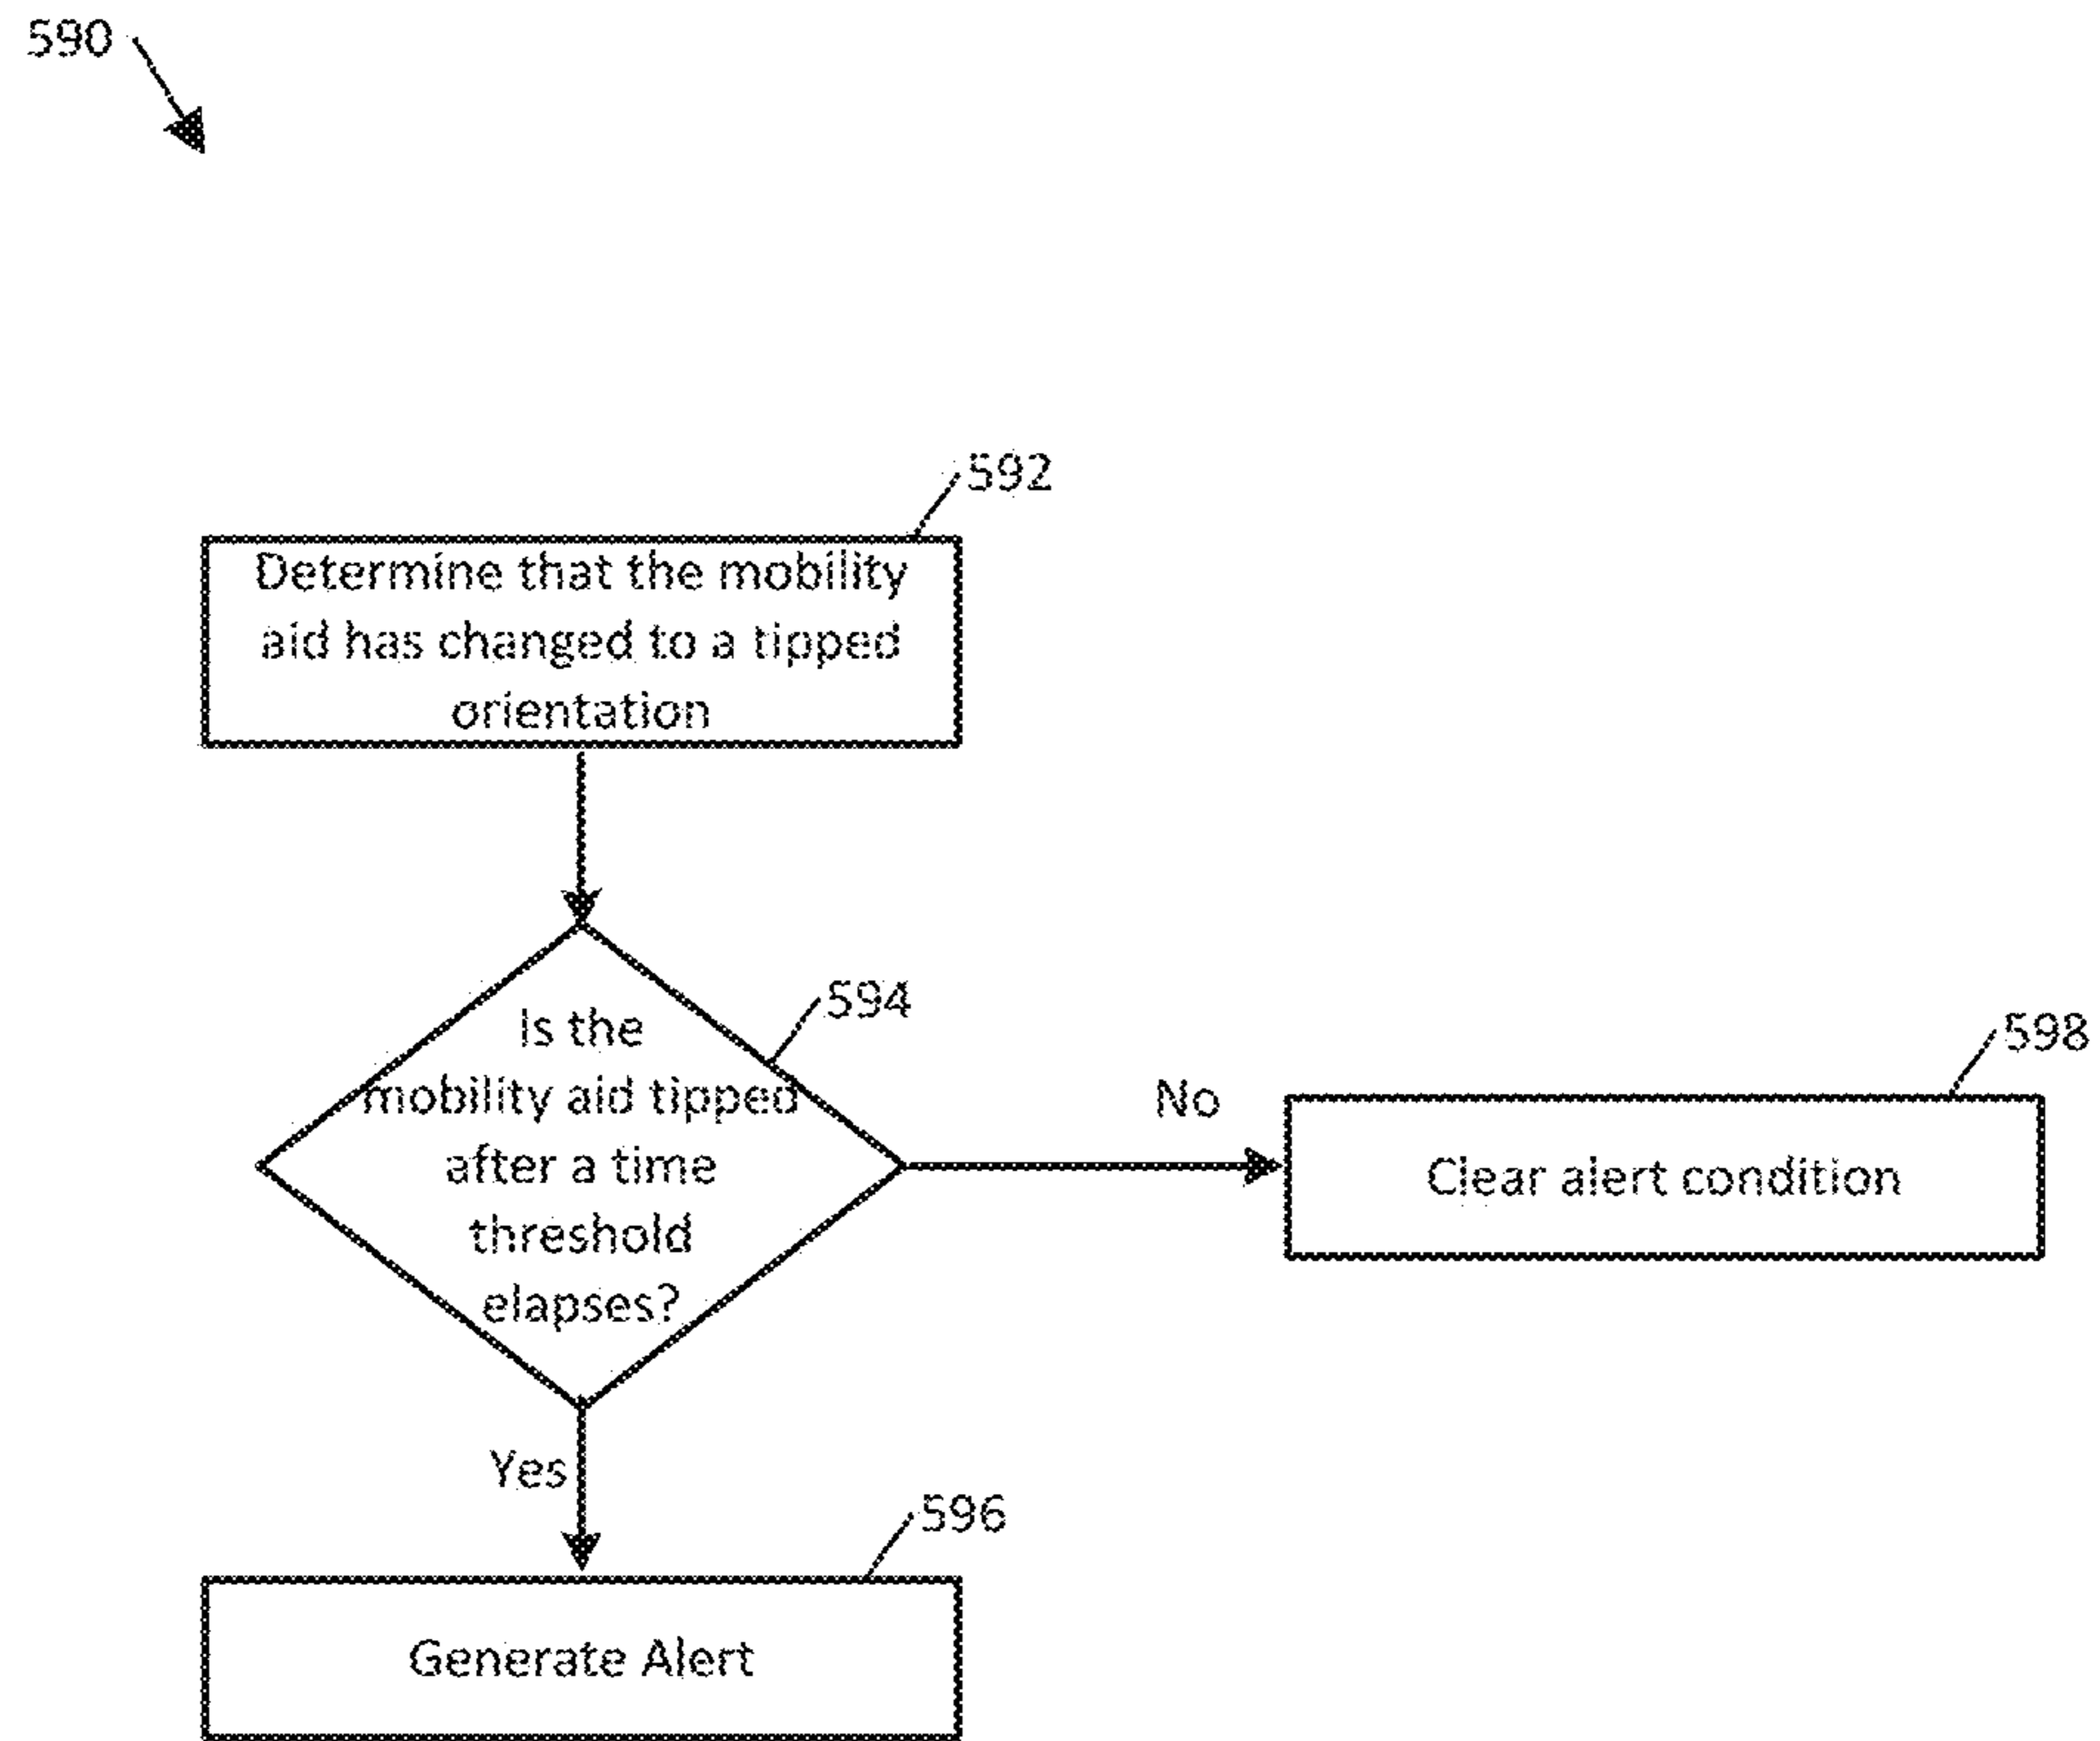 590
592
Determine that the mobility
aid has changed to a tipped
orientation
594
Is the
mobility aid tipped
after a time
threshold
elapses?
No
598
Clear alert condition
Yes
596
Generate Alert